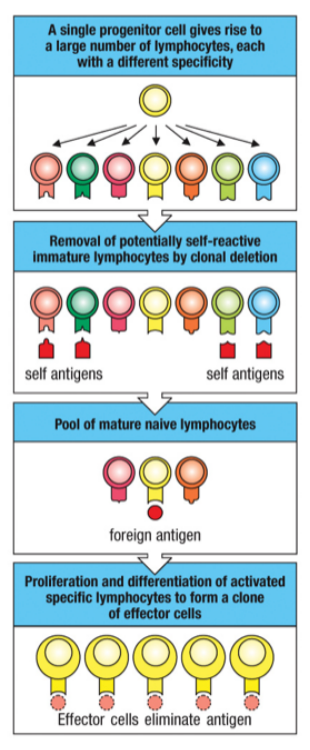 A single progenitor cell gives rise to
a large number of lymphocytes, each
with a different specificity
Removal of potentially self-reactive
immature lymphocytes by clonal deletion
self antigens
self antigens
Pool of mature naive lymphocytes
foreign antigen
Proliferation and differentiation of activated
specific lymphocytes to form a clone
of effector cells
Effector cells eliminate antigen